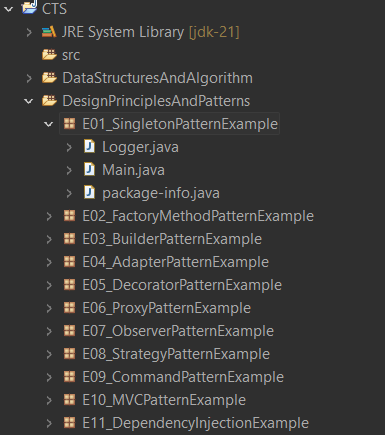 CTS
JRE System Library [jdk-21]
src
DataStructuresAndAlgorithm
DesignPrinciplesAndPatterns
E01_SingletonPatternExample
Logger.java
Main.java
package-info.java
E02_FactoryMethodPatternExample
E03_BuilderPatternExample
E04_AdapterPatternExample
E05_DecoratorPatternExample
E06_ProxyPatternExample
E07_ObserverPatternExample
E08_StrategyPatternExample
E09_CommandPatternExample
E10_MVCPatternExample
E11_DependencyInjectionExample